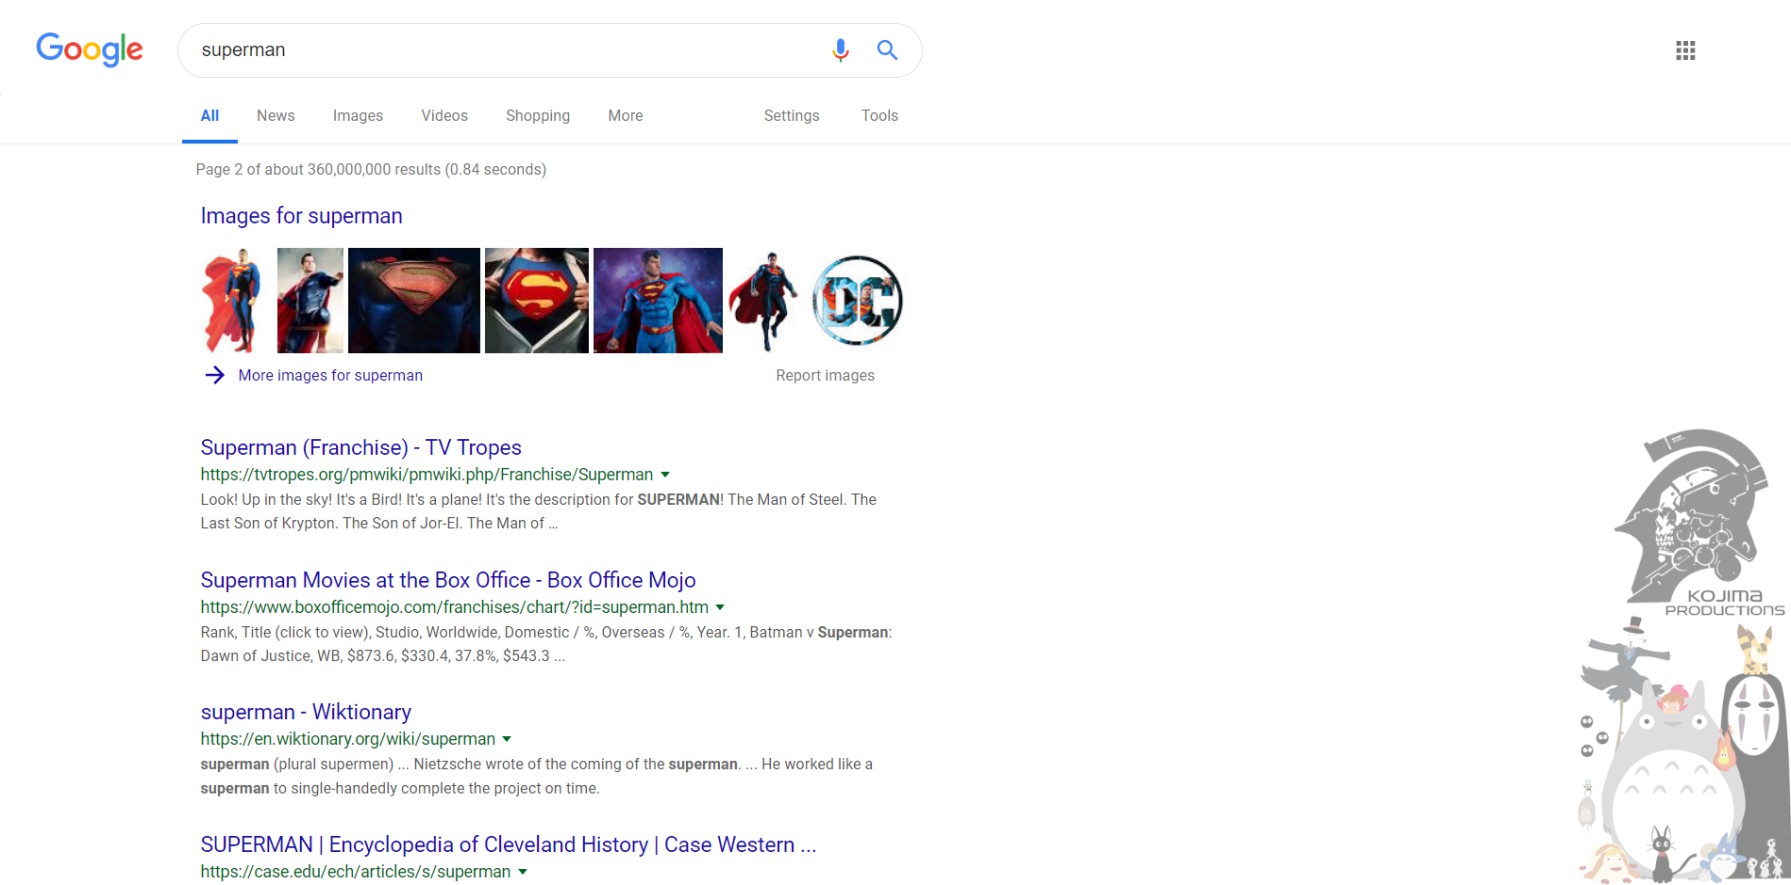 Google
superman
All News Images Videos Shopping More Settings Tools
Page 2 of about 360,000,000 results (0.84 seconds)
Images for superman
DC
More images for superman
Report images
Superman (Franchise) - TV Tropes
https://tvtropes.org/pmwiki/pmwiki.php/Franchise/Superman
Look! Up in the sky! It's a Bird! It's a plane! It's the description for SUPERMAN! The Man of Steel. The
Last Son of Krypton. The Son of Jor-El. The Man of ...
Superman Movies at the Box Office - Box Office Mojo
https://www.boxofficemojo.com/franchises/chart/?id=superman.htm
Rank, Title (click to view), Studio, Worldwide, Domestic / %, Overseas / %, Year. 1, Batman v Superman:
Dawn of Justice, WB, $873.6, $330.4, 37.8%, $543.3 ...
superman - Wiktionary
https://en.wiktionary.org/wiki/superman
superman (plural supermen) ... Nietzsche wrote of the coming of the superman. ... He worked like a
superman to single-handedly complete the project on time.
SUPERMAN | Encyclopedia of Cleveland History | Case Western ...
https://case.edu/ech/articles/s/superman
KOJIMA
PRODUCTIONS